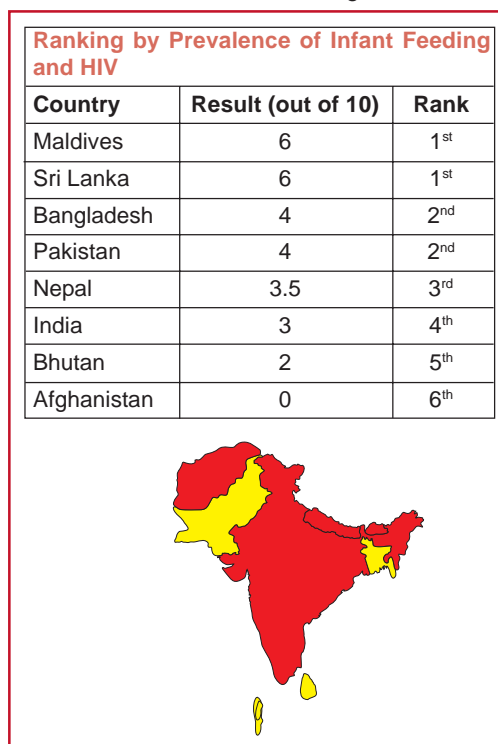 Ranking by Prevalence of Infant Feeding
and HIV
Country Result (out of 10) Rank
Maldives 6 1st
Sri Lanka 6 1st
Bangladesh 4 2nd
Pakistan 4 2nd
Nepal 3.5 3rd
India 3 4th
Bhutan 2 5th
Afghanistan 0 6th